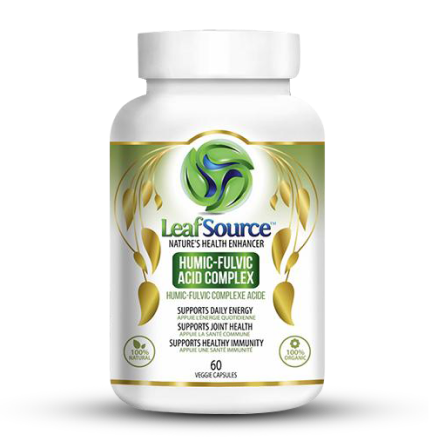 LeafSource™
NATURE'S HEALTH ENHANCER
HUMIC-FULVIC
ACID COMPLEX
HUMIC-FULVIC COMPLEXE ACIDE
SUPPORTS DAILY ENERGY
APPUIE L'ÉNERGIE QUOTIDIENNE
SUPPORTS JOINT HEALTH
APPUIE LA SANTÉ COMMUNE
SUPPORTS HEALTHY IMMUNITY
APPUIE UNE SANTÉ IMMUNITÉ
100%
NATURAL
100%
ORGANIC
60
VEGGIE CAPSULES